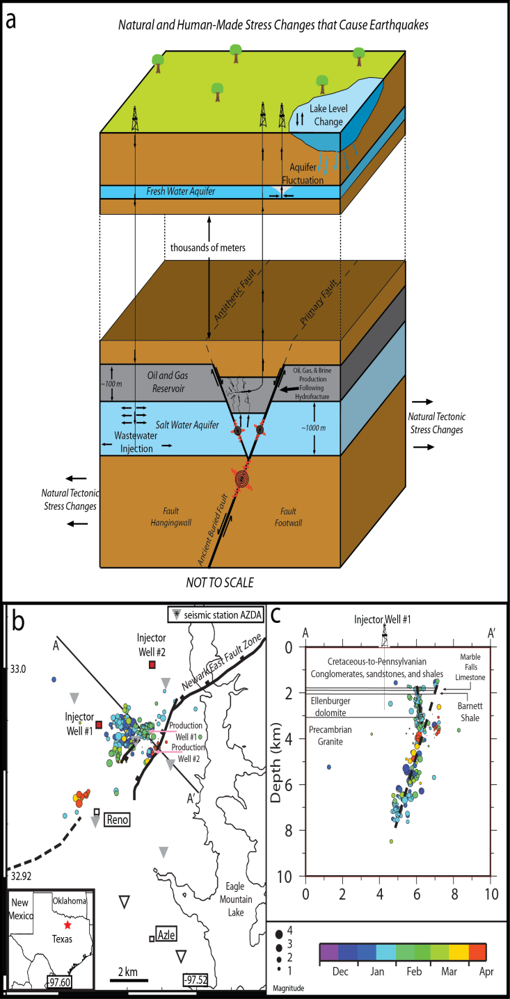 a
Natural and Human-Made Stress Changes that Cause Earthquakes
Lake Level
Change
Aquifer
Fluctuation
Fresh Water Aquifer
thousands of meters
Antithetic Fault
Primary Fault
~100 m
Oil and Gas
Reservoir
Oil, Gas, & Brine
Production
Following
Hydrofracture
Salt Water Aquifer
Wastewater
Injection
~1000 m
Natural Tectonic
Stress Changes
Natural Tectonic
Stress Changes
Fault
Hangingwall
Ancient Buried Fault
Fault
Footwall
NOT TO SCALE
b
* seismic station AZDA
A
Injector
Well #2
Newark East Fault Zone
33.0
Injector
Well #1
Production
Well #1
Production
Well #2
A'
Reno
32.92
Eagle
Mountain
Lake
New
Mexico
Oklahoma
Texas
Azle
2 km
-97.60
-97.52
c
Injector Well #1
A
A'
0
2
4
6
8
10
Depth (km)
Cretaceous-to-Pennsylvanian
Conglomerates, sandstones, and shales
Marble
Falls
Limestone
Ellenburger
dolomite
Barnett
Shale
Precambrian
Granite
0
2
4
6
8
10
4
3
2
1
Magnitude
Dec
Jan
Feb
Mar
Apr